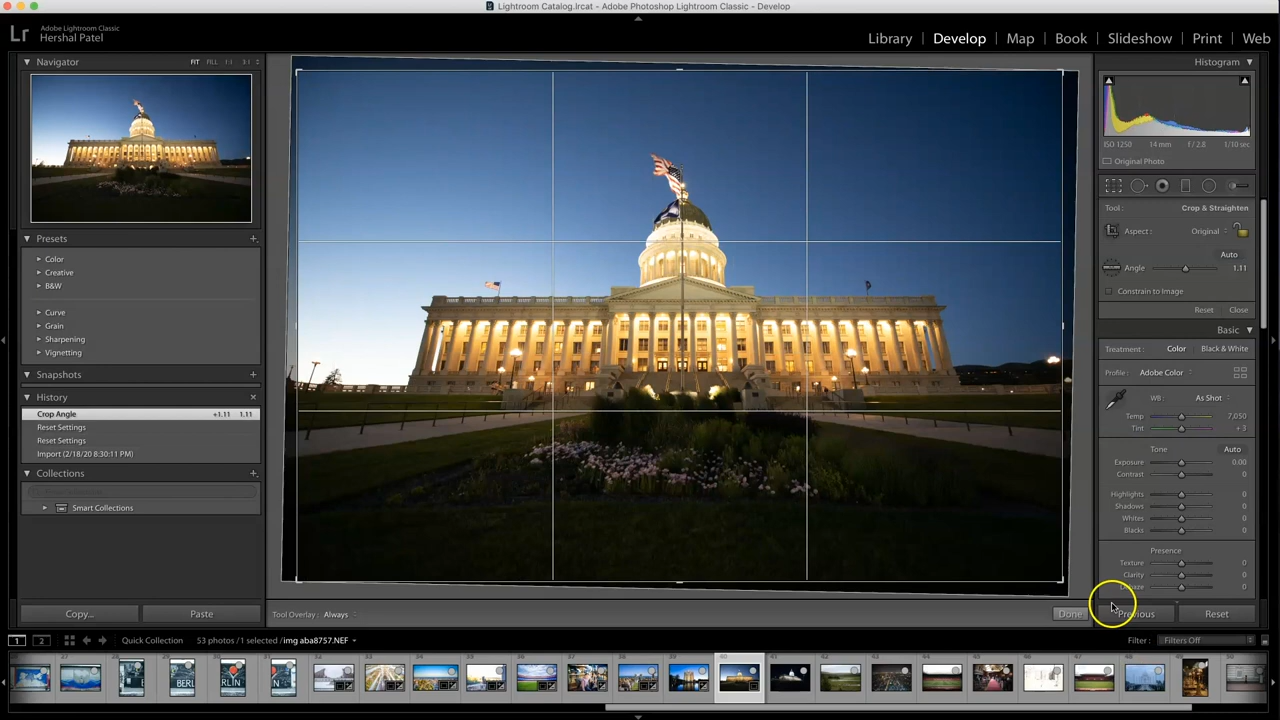 Lightroom Catalog.lrcat - Adobe Photoshop Lightroom Classic - Develop
Lr
Adobe Lightroom Classic
Hershal Patel
Library
Develop
Map
Book
Slideshow
Print
Web
Navigator
FIT
FILL
1:1
3:1
Presets
Color
Creative
B&W
Curve
Grain
Sharpening
Vignetting
Snapshots
History
Crop Angle +1.11 1.11
Reset Settings
Reset Settings
Import (2/18/20 8:30:11 PM)
Collections
Smart Collections
Copy...
Paste
Histogram
ISO 1250 14 mm f / 2.8 1/10 sec
Original Photo
Tool: Crop & Straighten
Aspect: Original
Auto
Angle 1.11
Constrain to Image
Reset Close
Basic
Treatment: Color Black & White
Profile: Adobe Color
WB: As Shot
Temp 7,050
Tint + 3
Tone Auto
Exposure 0.00
Contrast 0
Highlights 0
Shadows 0
Whites 0
Blacks 0
Presence
Texture 0
Clarity 0
Dehaze 0
Tool Overlay: Always
Done
Previous
Reset
1 2
Quick Collection
53 photos / 1 selected / img aba8757.NEF
Filter: Filters Off
BERL
RLN